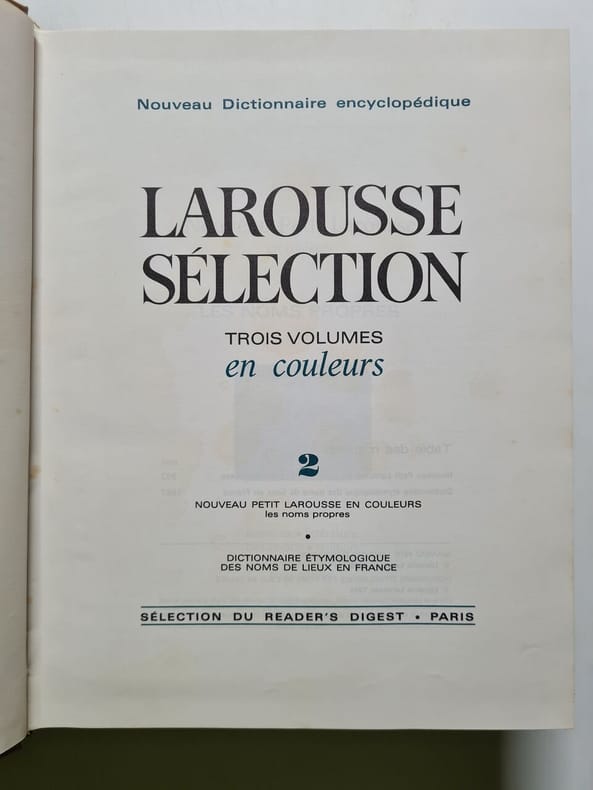 Nouveau Dictionnaire encyclopédique
LAROUSSE
SÉLECTION
TROIS VOLUMES
en couleurs
2
NOUVEAU PETIT LAROUSSE EN COULEURS
les noms propres
•
DICTIONNAIRE ÉTYMOLOGIQUE
DES NOMS DE LIEUX EN FRANCE
SÉLECTION DU READER'S DIGEST • PARIS